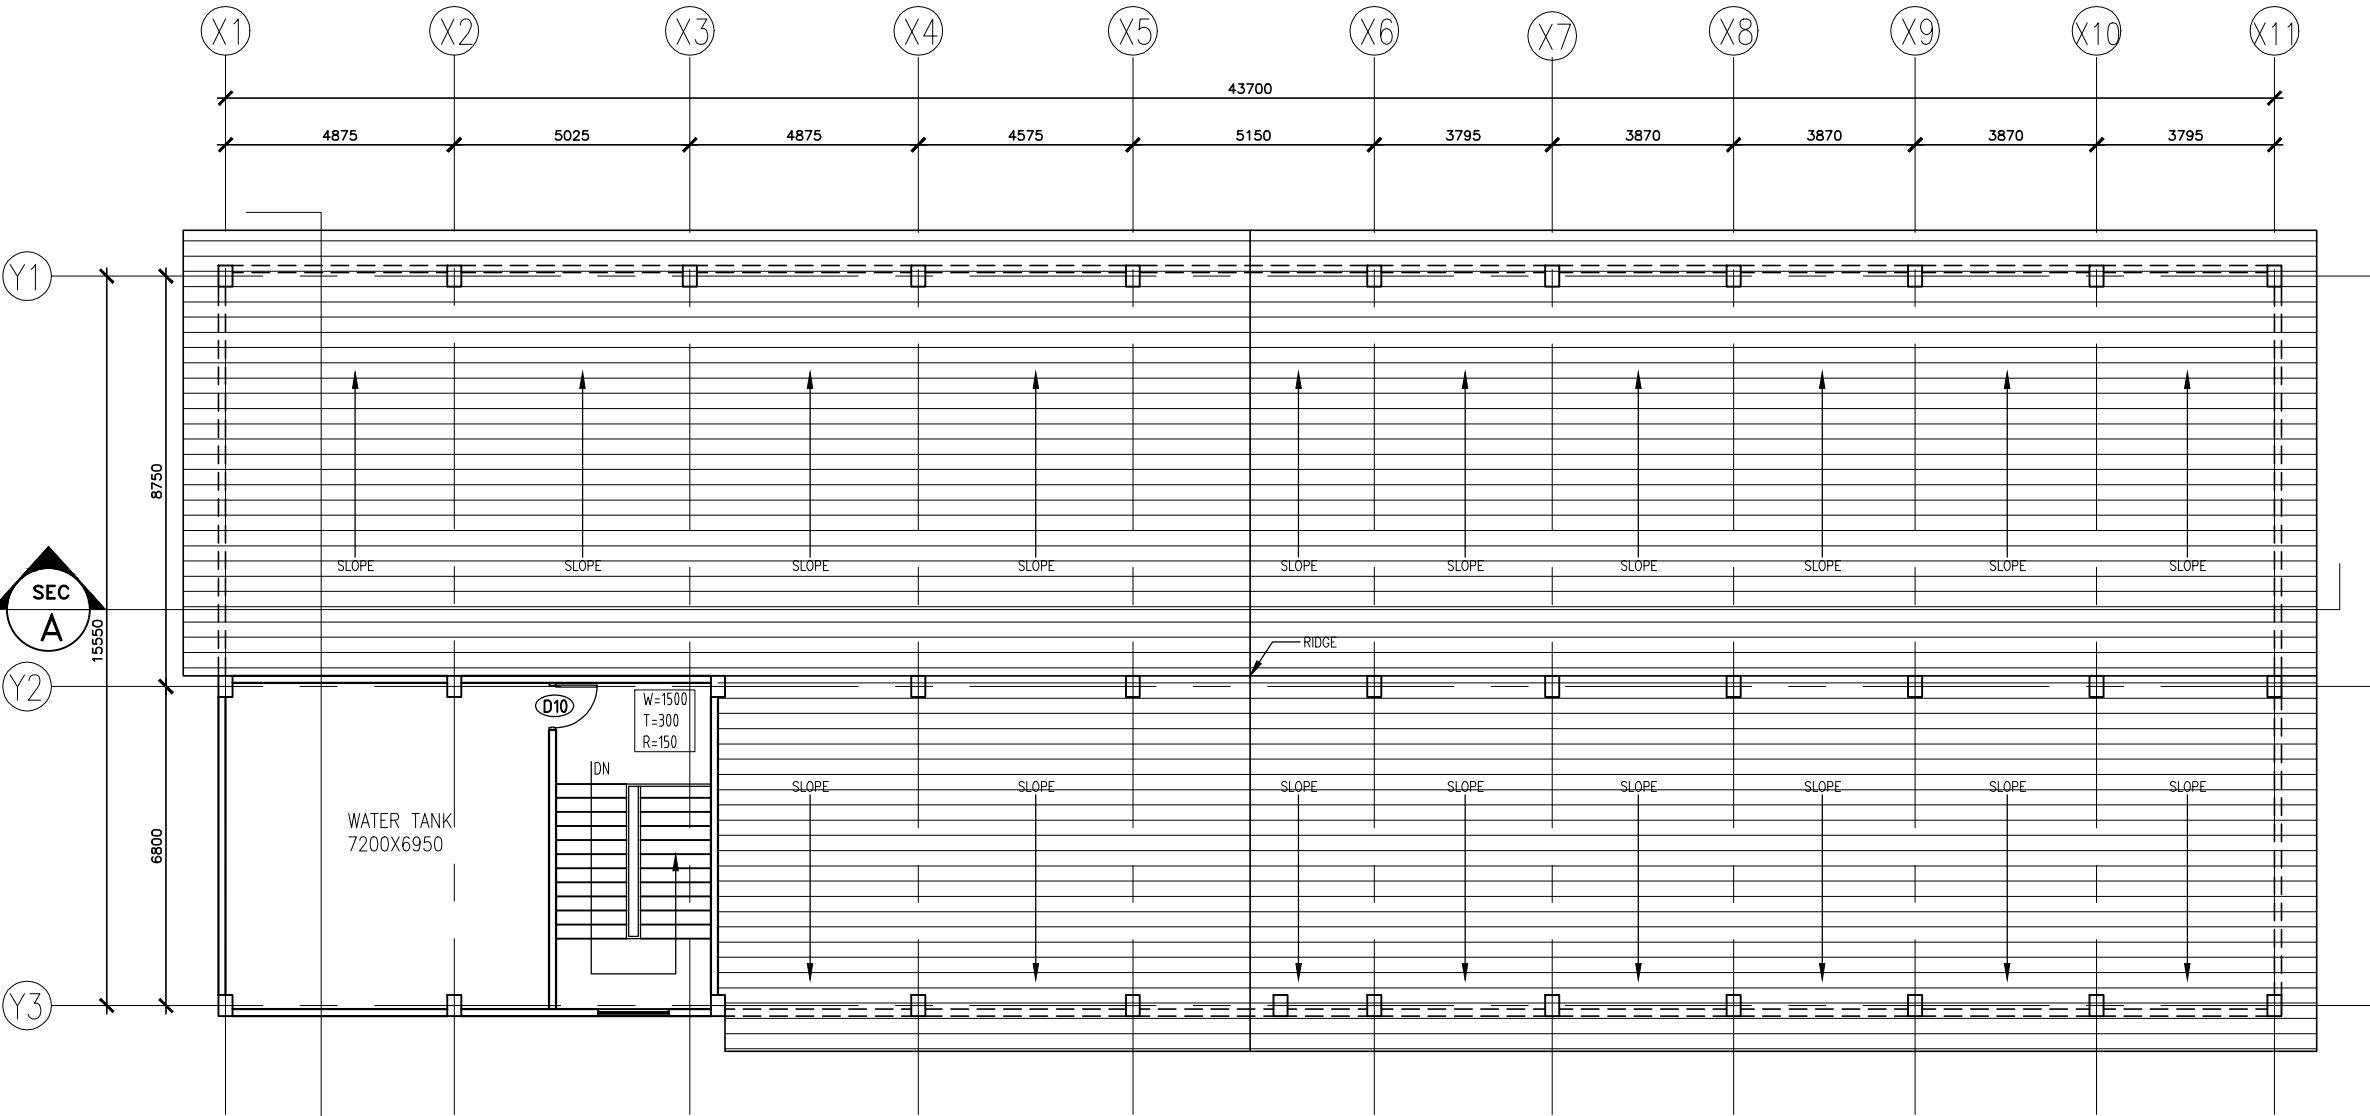 X1 X2 X3 X4 X5 X6 X7 X8 X9 X10 X11
43700
4875 5025 4875 4575 5150 3795 3870 3870 3870 3795
Y1
8750
SLOPE SLOPE SLOPE SLOPE SLOPE SLOPE SLOPE SLOPE SLOPE SLOPE
SEC
A
15550
RIDGE
Y2
W=1500
D10
T=300
R=150
DN
SLOPE SLOPE SLOPE SLOPE SLOPE SLOPE SLOPE SLOPE
WATER TANK
7200X6950
6800
Y3